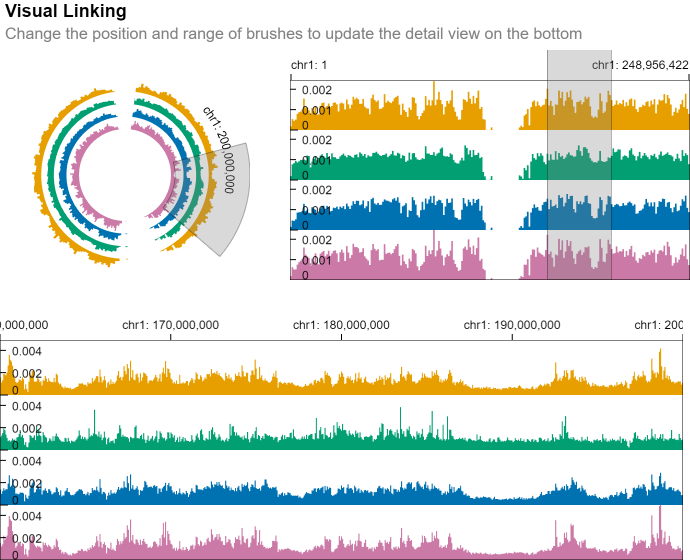 Visual Linking
Change the position and range of brushes to update the detail view on the bottom
chr1: 200,000,000
chr1: 1
chr1: 248,956,422
0.002
0.001
0
0.002
0.001
0
0.002
0.001
0
0.002
0.001
0
0,000,000
chr1: 170,000,000
chr1: 180,000,000
chr1: 190,000,000
chr1: 200
0.004
0.002
0
0.004
0.002
0
0.004
0.002
0
0.004
0.002
0